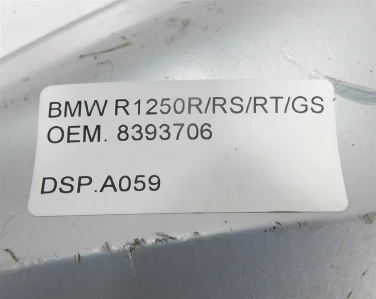 BMW R1250R/RS/RT/GS
OEM. 8393706
DSP.A059